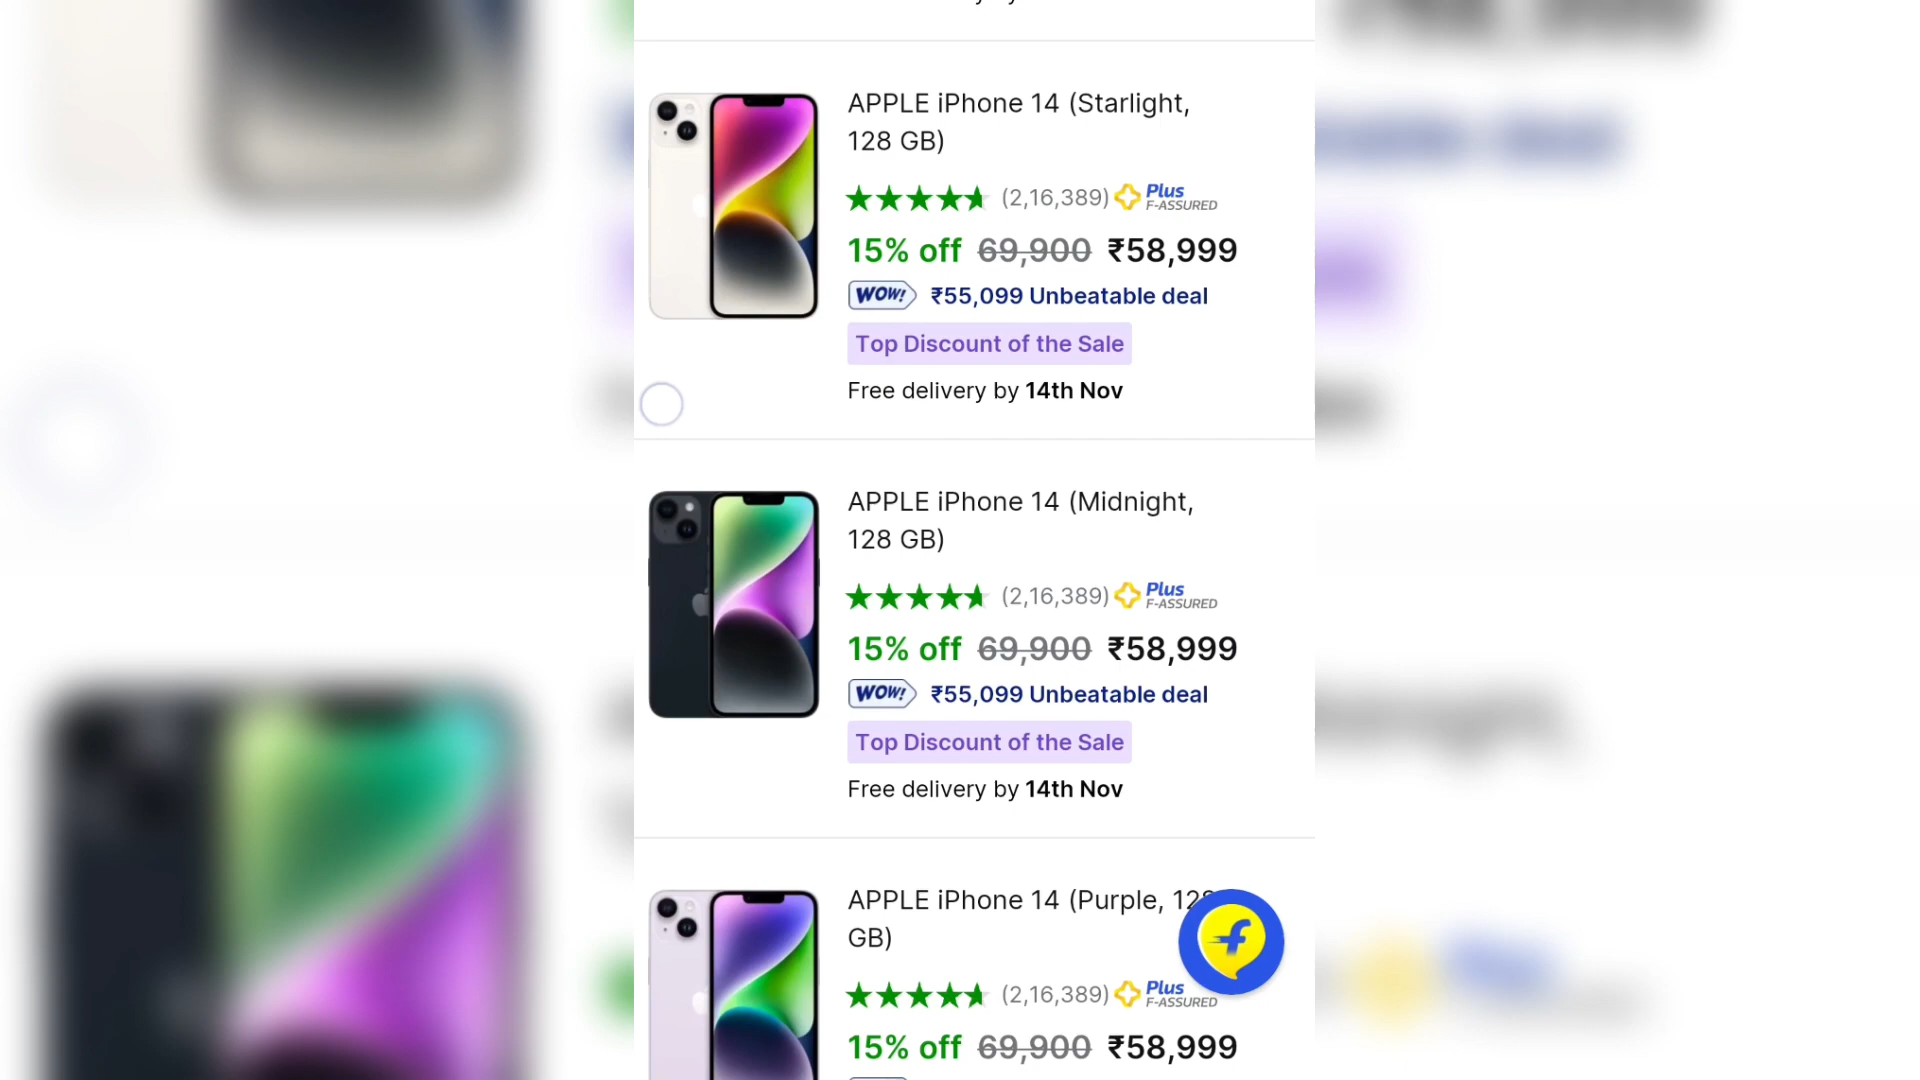 APPLE iPhone 14 (Starlight,
128 GB)
(2,16,389) Plus
F-ASSURED
15% off 69,900 ₹58,999
WOW! ₹55,099 Unbeatable deal
Top Discount of the Sale
Free delivery by 14th Nov
APPLE iPhone 14 (Midnight,
128 GB)
(2,16,389) Plus
F-ASSURED
15% off 69,900 ₹58,999
WOW! ₹55,099 Unbeatable deal
Top Discount of the Sale
Free delivery by 14th Nov
APPLE iPhone 14 (Purple, 128
GB)
(2,16,389) Plus
F-ASSURED
15% off 69,900 ₹58,999